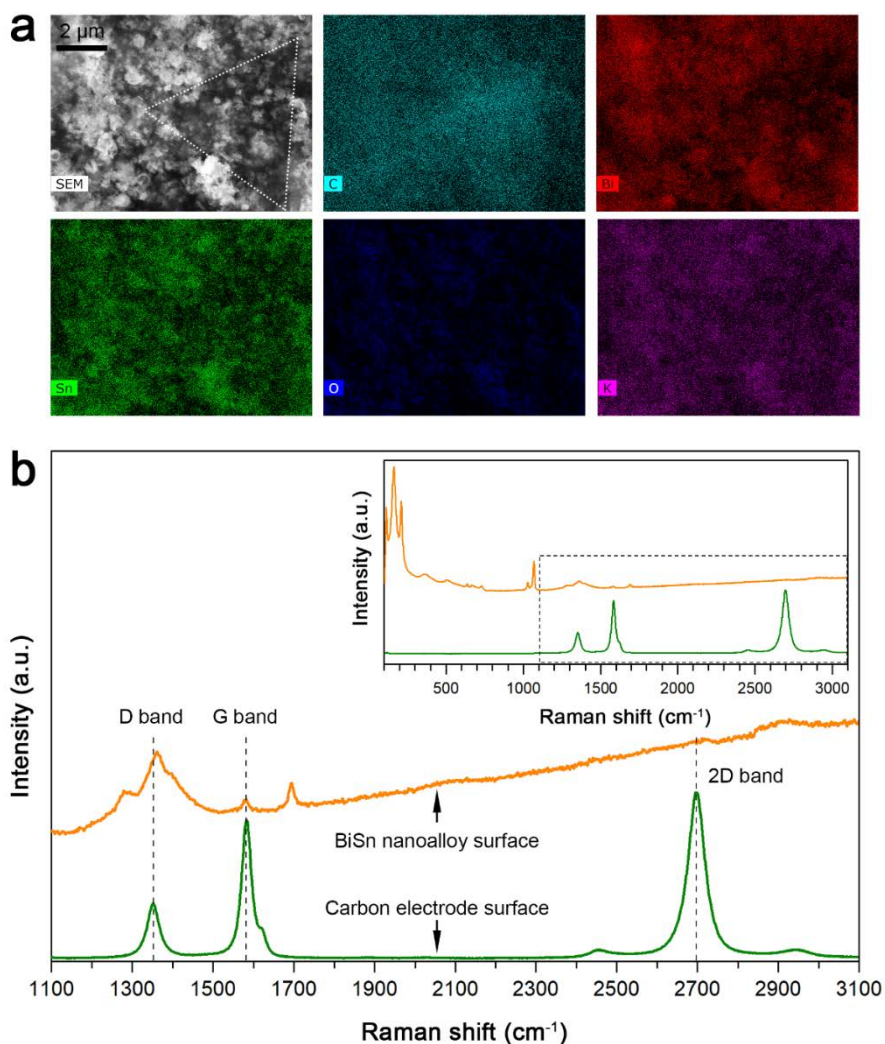 a
2 µm
SEM
C
Bi
Sn
O
K
b
Intensity (a.u.)
500 1000 1500 2000 2500 3000
Raman shift (cm-1)
Intensity (a.u.)
D band
G band
2D band
BiSn nanoalloy surface
Carbon electrode surface
1100 1300 1500 1700 1900 2100 2300 2500 2700 2900 3100
Raman shift (cm-1)